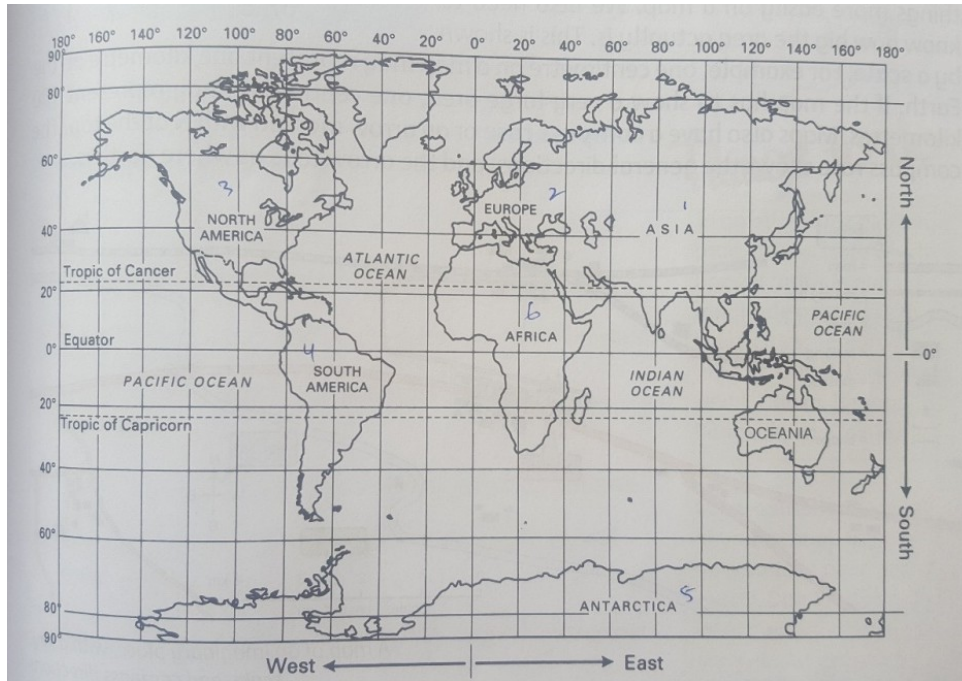 180° 160° 140° 120° 100° 80° 60° 40° 20° 0° 20° 40° 60° 80° 100° 120° 140° 160° 180°
90°
80°
60°
3
2
1
NORTH
AMERICA
EUROPE
ASIA
40°
ATLANTIC
OCEAN
Tropic of Cancer
20°
6
AFRICA
PACIFIC
OCEAN
Equator
0°
0°
4
SOUTH
AMERICA
PACIFIC OCEAN
INDIAN
OCEAN
20°
Tropic of Capricorn
OCEANIA
40°
60°
80°
ANTARCTICA
5
90°
North
South
West
East